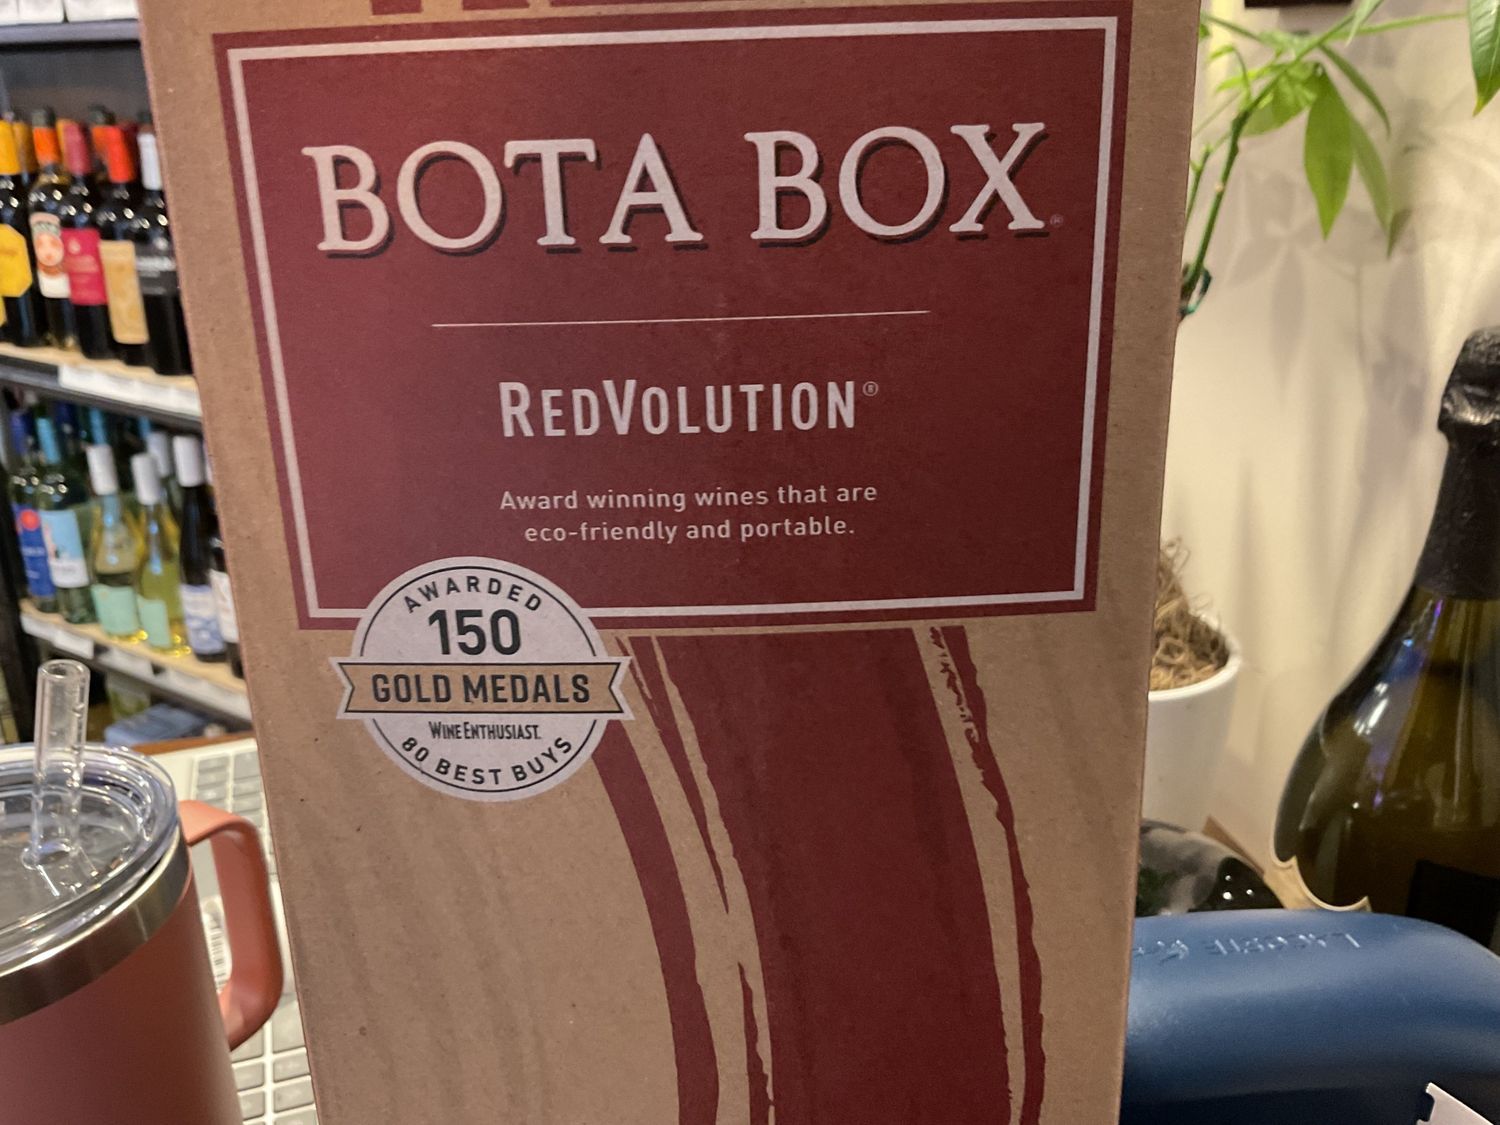 BOTA BOX®
REDVOLUTION®
Award winning wines that are
eco-friendly and portable.
AWARDED
150
GOLD MEDALS
WINE ENTHUSIAST.
80 BEST BUYS
LACOSTE